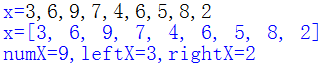 x=3,6,9,7,4,6,5,8,2
x=[3, 6, 9, 7, 4, 6, 5, 8, 2]
numX=9,leftX=3,rightX=2